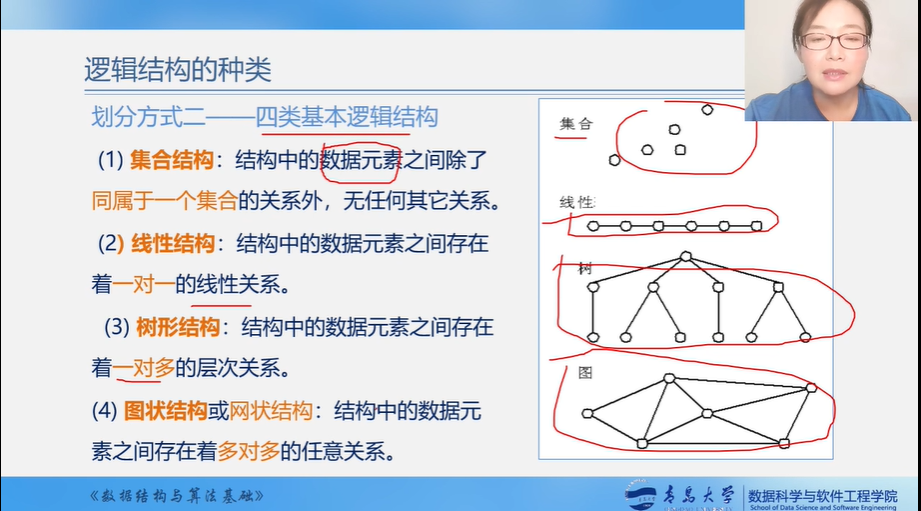 逻辑结构的种类
划分方式二——四类基本逻辑结构
(1) 集合结构：结构中的数据元素之间除了
同属于一个集合的关系外，无任何其它关系。
(2) 线性结构：结构中的数据元素之间存在
着一对一的线性关系。
(3) 树形结构：结构中的数据元素之间存在
着一对多的层次关系。
(4) 图状结构或网状结构：结构中的数据元
素之间存在着多对多的任意关系。
集合
线性
树
图
《数据结构与算法基础》
青岛大学
数据科学与软件工程学院
School of Data Science and Software Engineering